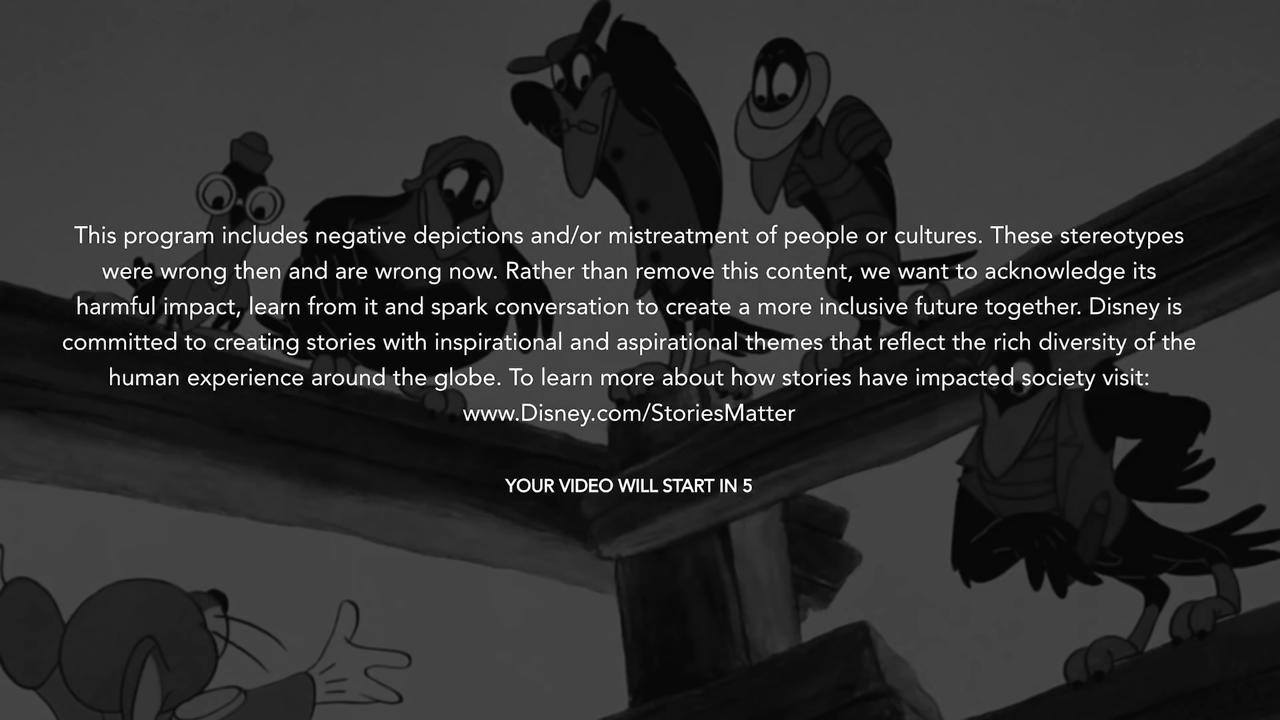 This program includes negative depictions and/or mistreatment of people or cultures. These stereotypes
were wrong then and are wrong now. Rather than remove this content, we want to acknowledge its
harmful impact, learn from it and spark conversation to create a more inclusive future together. Disney is
committed to creating stories with inspirational and aspirational themes that reflect the rich diversity of the
human experience around the globe. To learn more about how stories have impacted society visit:
www.Disney.com/StoriesMatter
YOUR VIDEO WILL START IN 5